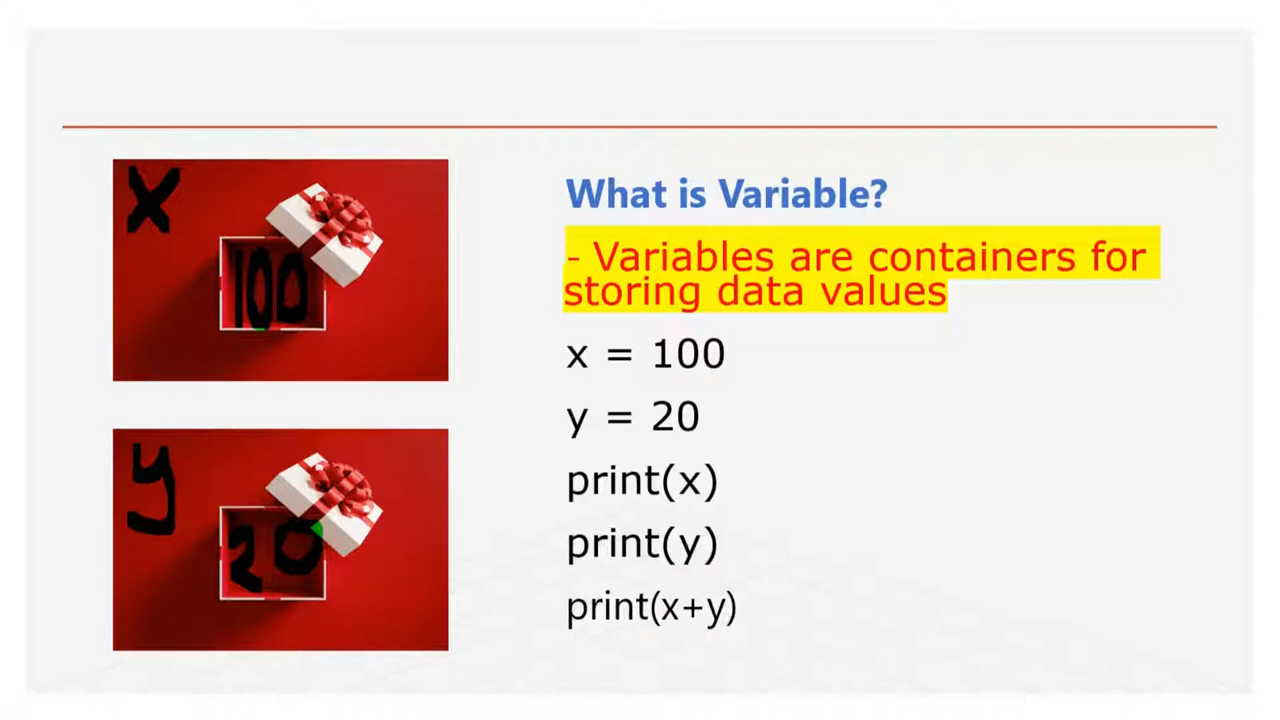 x
100
y
20
What is Variable?
- Variables are containers for
storing data values
x = 100
y = 20
print(x)
print(y)
print(x+y)